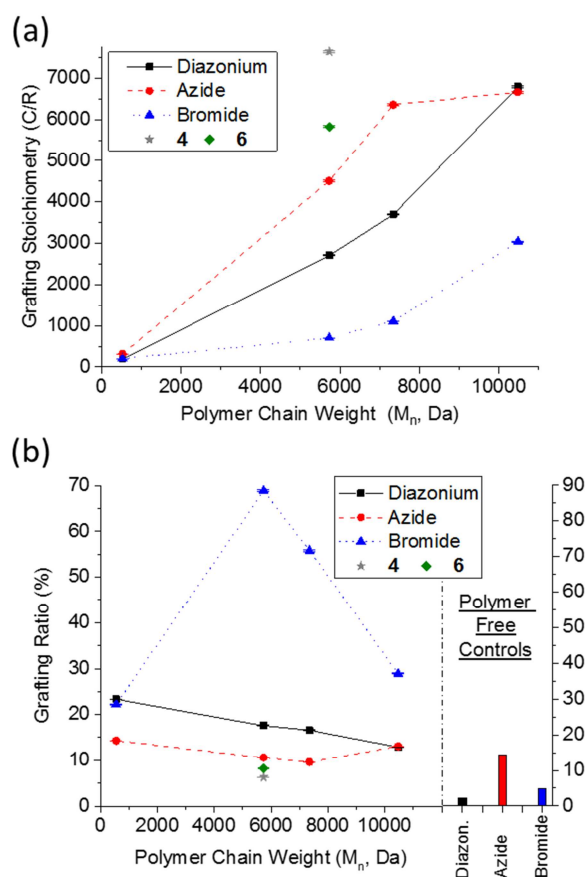 (a)
7000
6000
5000
4000
3000
2000
1000
0
Grafting Stoichiometry (C/R)
Diazonium
Azide
Bromide
4 6
0 2000 4000 6000 8000 10000
Polymer Chain Weight (Mn, Da)
(b)
70
60
50
40
30
20
10
0
Grafting Ratio (%)
Diazonium
Azide
Bromide
4 6
Polymer
Free
Controls
90
80
70
60
50
40
30
20
10
0
0 2000 4000 6000 8000 10000
Polymer Chain Weight (Mn, Da)
Diazon.
Azide
Bromide